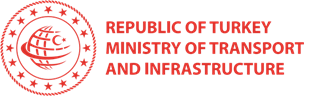 REPUBLIC OF TURKEY
MINISTRY OF TRANSPORT
AND INFRASTRUCTURE